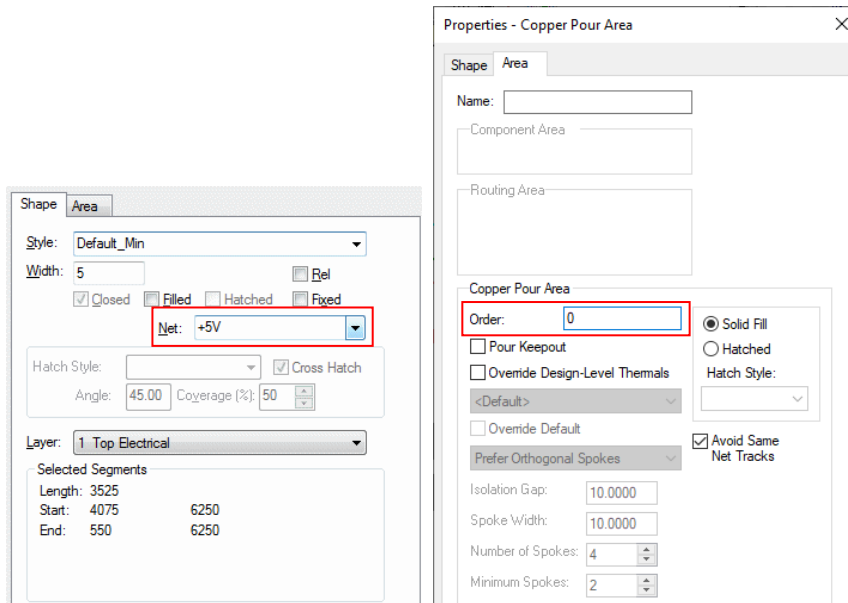 Shape
Area
Style: Default_Min
Width: 5
Rel
Closed Filled Hatched Fixed
Net: +5V
Hatch Style:
Cross Hatch
Angle: 45.00 Coverage (%): 50
Layer: 1 Top Electrical
Selected Segments
Length: 3525
Start: 4075 6250
End: 550 6250
Properties - Copper Pour Area
Shape
Area
Name:
Component Area
Routing Area
Copper Pour Area
Order: 0
Pour Keepout
Override Design-Level Thermals
<Default>
Override Default
Prefer Orthogonal Spokes
Isolation Gap: 10.0000
Spoke Width: 10.0000
Number of Spokes: 4
Minimum Spokes: 2
Solid Fill
Hatched
Hatch Style:
Avoid Same
Net Tracks